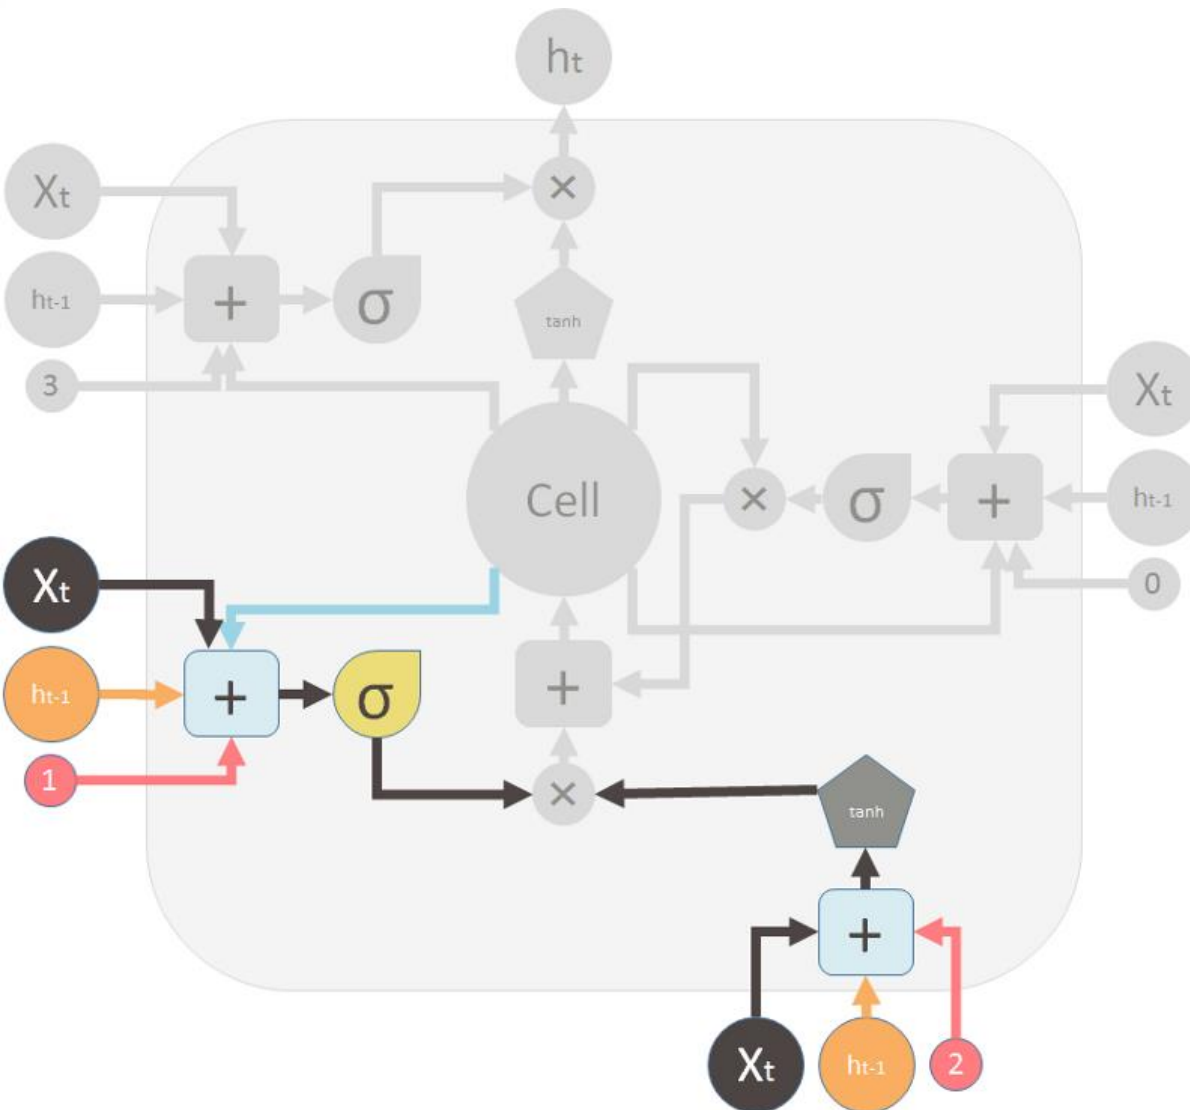 ht
×
Xt
ht-1
+
σ
tanh
3
Xt
Cell
×
σ
+
ht-1
0
Xt
ht-1
+
σ
+
1
×
tanh
+
Xt
ht-1
2